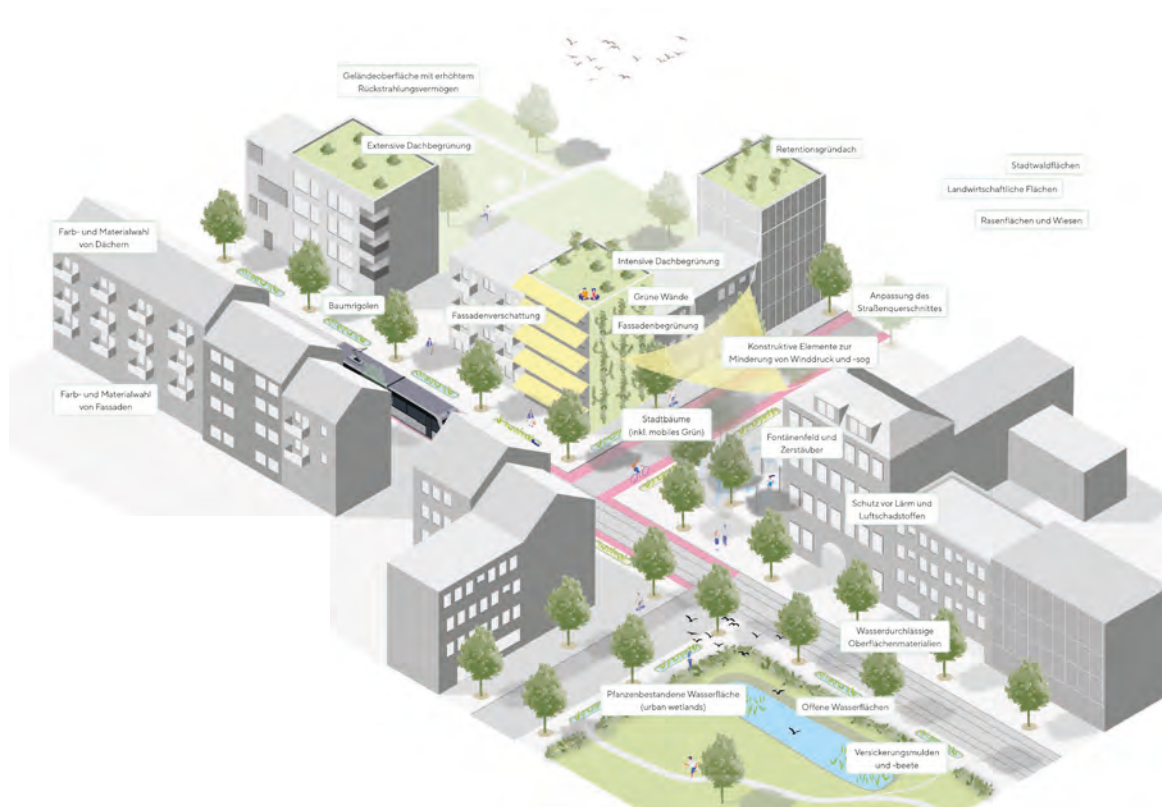 Geländeoberfläche mit erhöhtem
Rückstrahlungsvermögen
Extensive Dachbegrünung
Retentionsgründach
Stadtwaldflächen
Landwirtschaftliche Flächen
Rasenflächen und Wiesen
Farb- und Materialwahl
von Dächern
Intensive Dachbegrünung
Grüne Wände
Baumrigolen
Fassadenverschattung
Fassadenbegrünung
Anpassung des
Straßenquerschnittes
Konstruktive Elemente zur
Minderung von Winddruck und -sog
Farb- und Materialwahl
von Fassaden
Stadtbäume
(inkl. mobiles Grün)
Fontänenfeld und
Zerstäuber
Schutz vor Lärm und
Luftschadstoffen
Wasserdurchlässige
Oberflächenmaterialien
Pflanzenbestandene Wasserfläche
(urban wetlands)
Offene Wasserflächen
Versickerungsmulden
und -beete